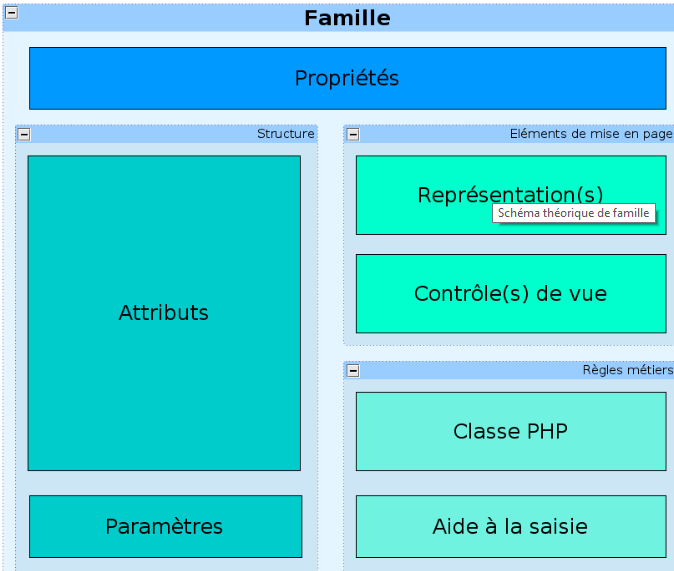 Famille
Propriétés
Structure
Attributs
Paramètres
Eléments de mise en page
Représentation(s)
Schéma théorique de famille
Contrôle(s) de vue
Règles métiers
Classe PHP
Aide à la saisie